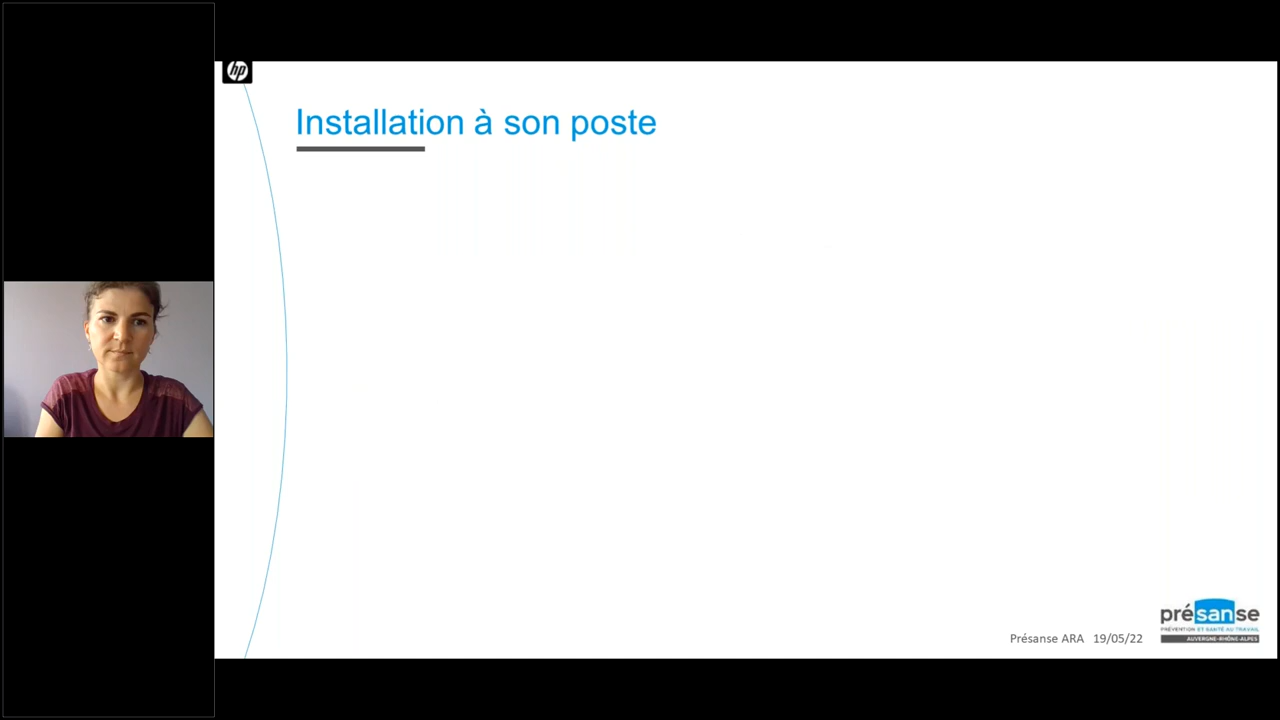 hp
Installation à son poste
présanse
PRÉVENTION ET SANTÉ AU TRAVAIL
AUVERGNE-RHÔNE-ALPES
Présanse ARA 19/05/22